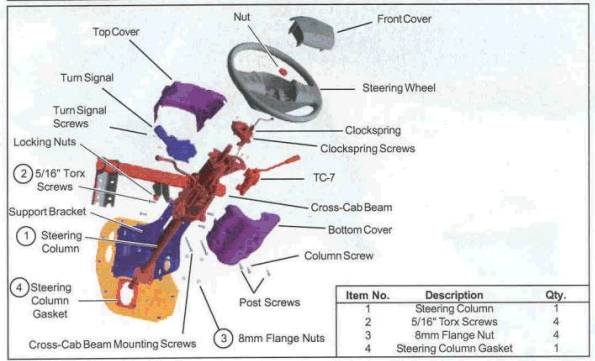 Nut
Front Cover
Top Cover
Turn Signal
Steering Wheel
Turn Signal
Screws
Clockspring
Locking Nuts
Clockspring Screws
2 5/16" Torx
Screws
TC-7
Cross-Cab Beam
Support Bracket
Bottom Cover
1 Steering
Column
Column Screw
4 Steering
Column
Gasket
Post Screws
3 8mm Flange Nuts
Cross-Cab Beam Mounting Screws
Item No. Description Qty.
1 Steering Column 1
2 5/16" Torx Screws 4
3 8mm Flange Nut 4
4 Steering Column Gasket 1